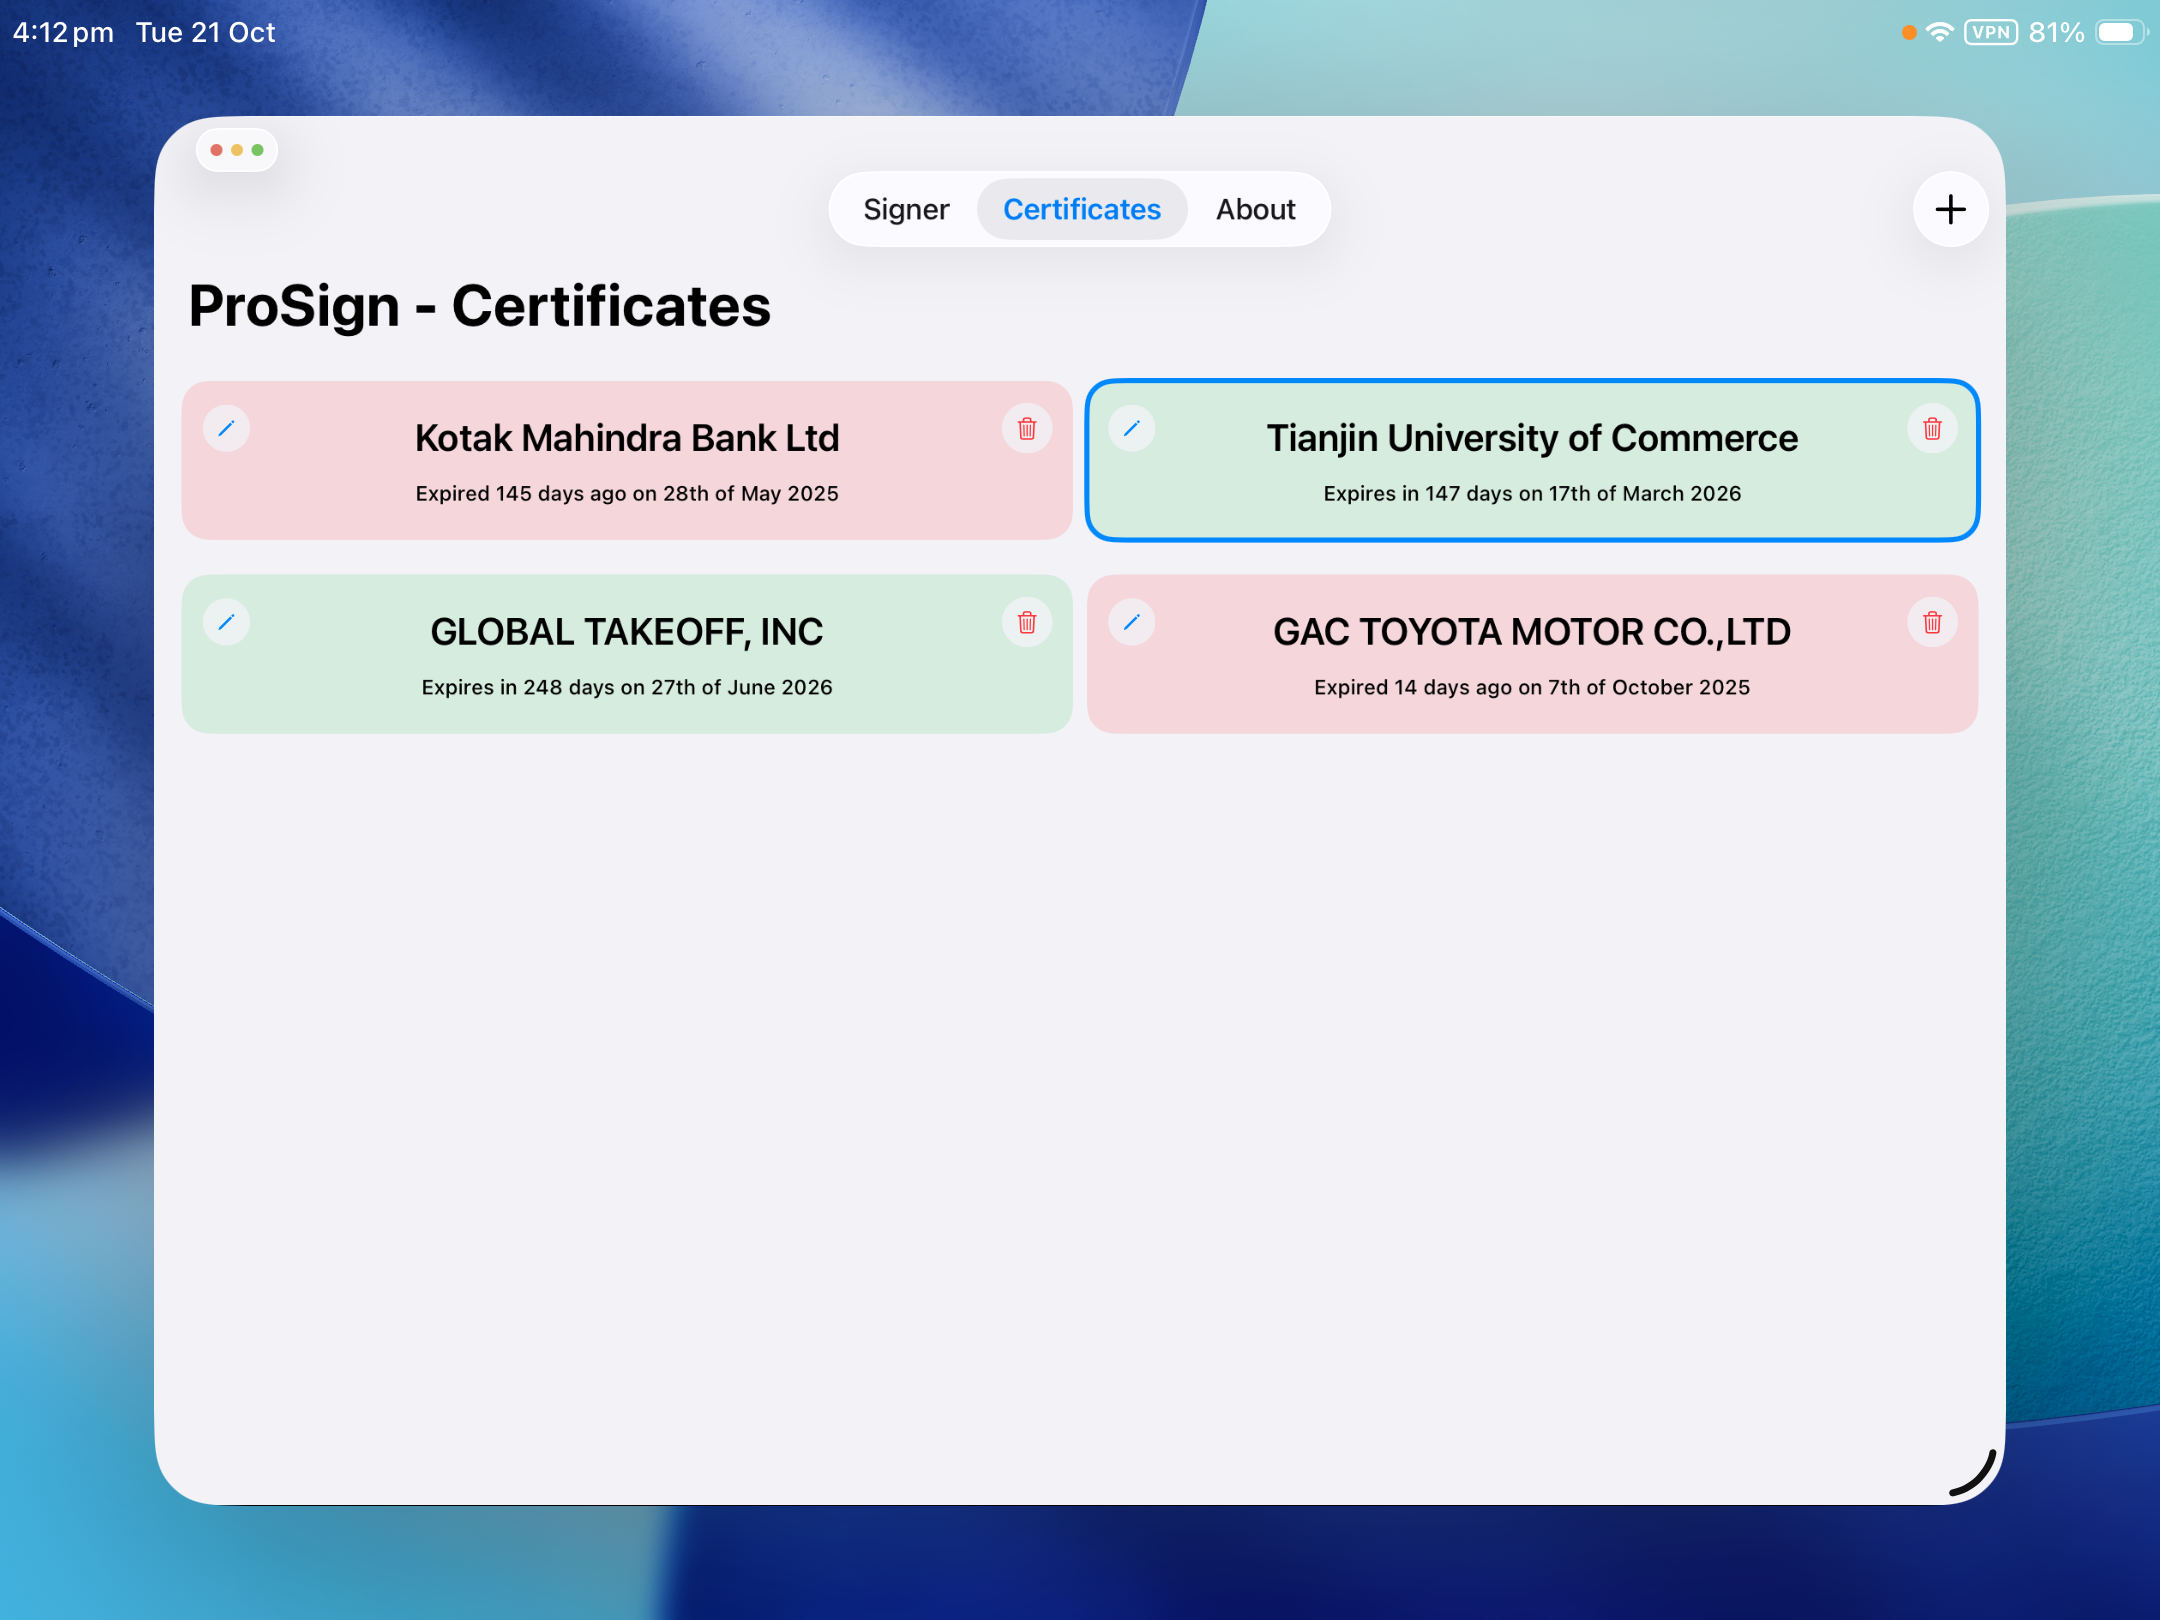 4:12 pm Tue 21 Oct
VPN 81%
Signer Certificates About
ProSign - Certificates
Kotak Mahindra Bank Ltd
Expired 145 days ago on 28th of May 2025
Tianjin University of Commerce
Expires in 147 days on 17th of March 2026
GLOBAL TAKEOFF, INC
Expires in 248 days on 27th of June 2026
GAC TOYOTA MOTOR CO.,LTD
Expired 14 days ago on 7th of October 2025